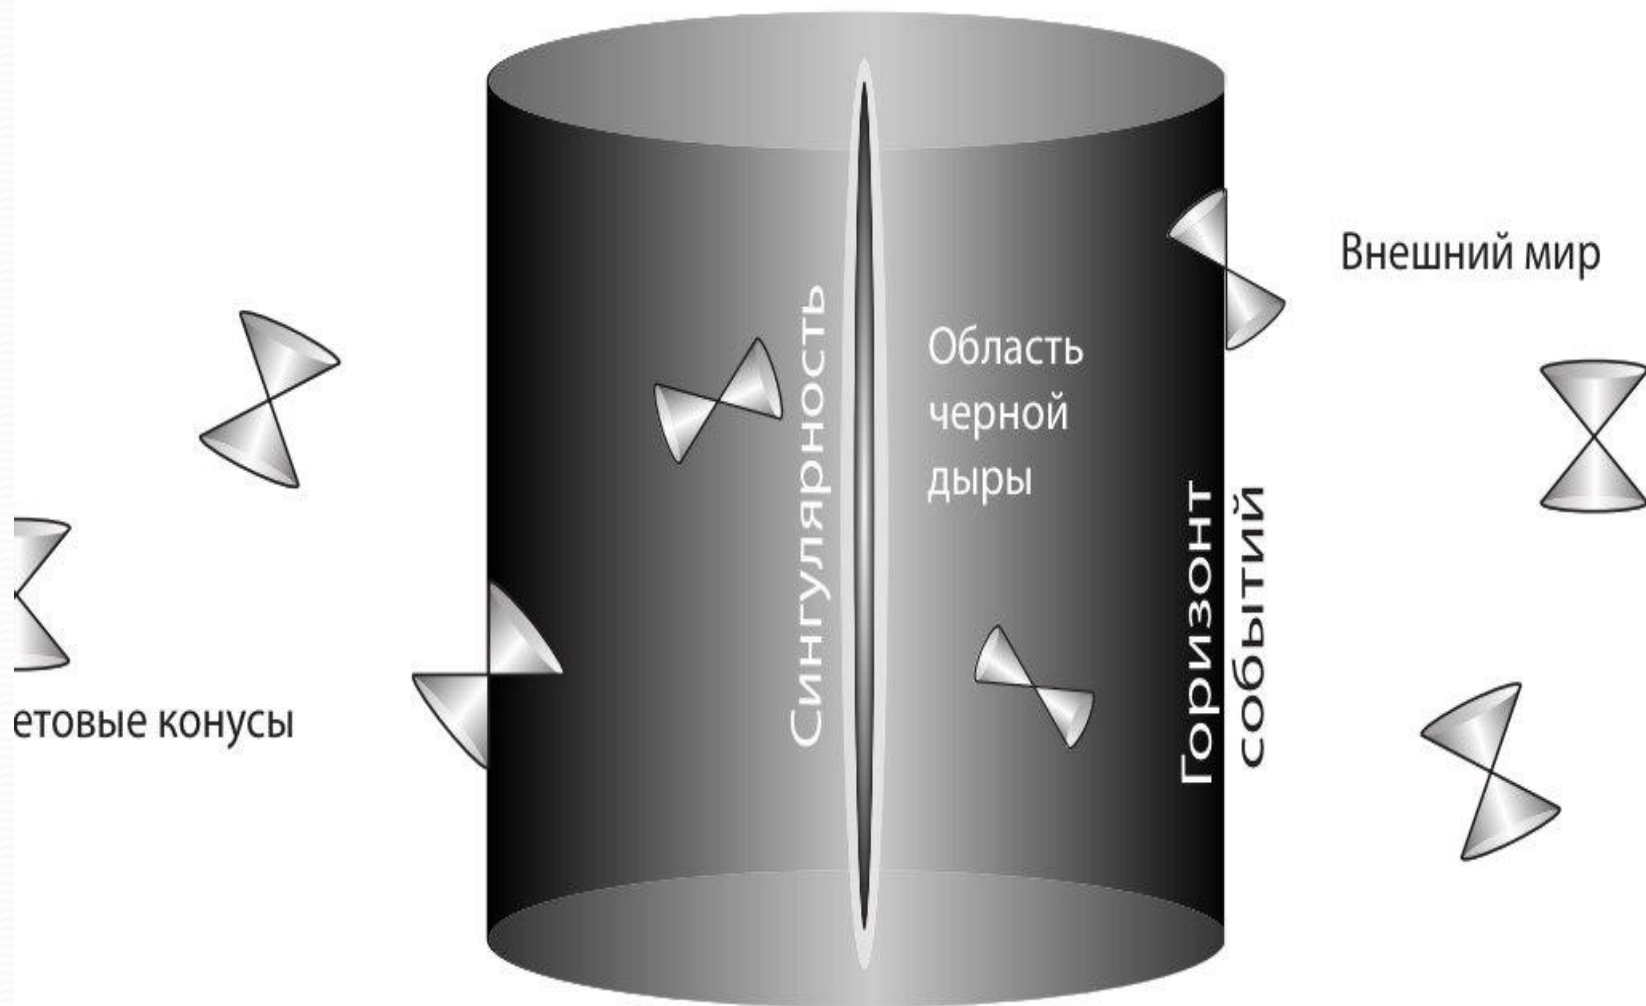 Внешний мир
Область
черной
дыры
Сингулярность
Горизонт
событий
етовые конусы